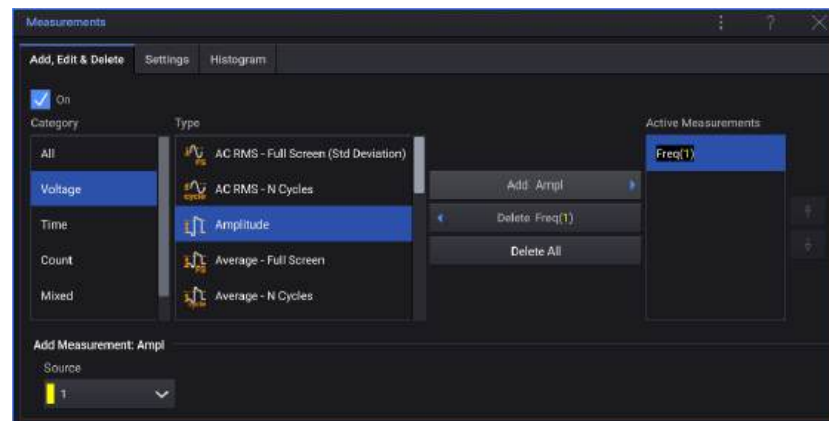 Measurements
Add, Edit & Delete Settings Histogram
On
Category Type Active Measurements
All AC RMS - Full Screen (Std Deviation) Freq(1)
Voltage AC RMS - N Cycles Add Ampl
Time Amplitude Delete Freq(1)
Count Average - Full Screen Delete All
Mixed Average - N Cycles
Add Measurement: Ampl
Source
1